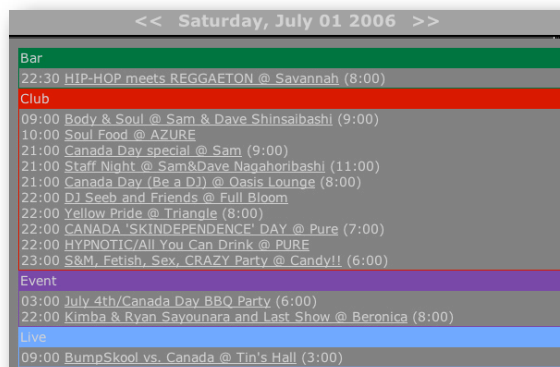 << Saturday, July 01 2006 >>
Bar
22:30 HIP-HOP meets REGGAETON @ Savannah (8:00)
Club
09:00 Body & Soul @ Sam & Dave Shinsaibashi (9:00)
10:00 Soul Food @ AZURE
21:00 Canada Day special @ Sam (9:00)
21:00 Staff Night @ Sam&Dave Nagahoribashi (11:00)
21:00 Canada Day (Be a DJ) @ Oasis Lounge (8:00)
22:00 DJ Seeb and Friends @ Full Bloom
22:00 Yellow Pride @ Triangle (8:00)
22:00 CANADA 'SKINDEPENDENCE' DAY @ Pure (7:00)
22:00 HYPNOTIC/All You Can Drink @ PURE
23:00 S&M, Fetish, Sex, CRAZY Party @ Candy!! (6:00)
Event
03:00 July 4th/Canada Day BBQ Party (6:00)
22:00 Kimba & Ryan Sayounara and Last Show @ Beronica (8:00)
Live
09:00 BumpSkool vs. Canada @ Tin's Hall (3:00)